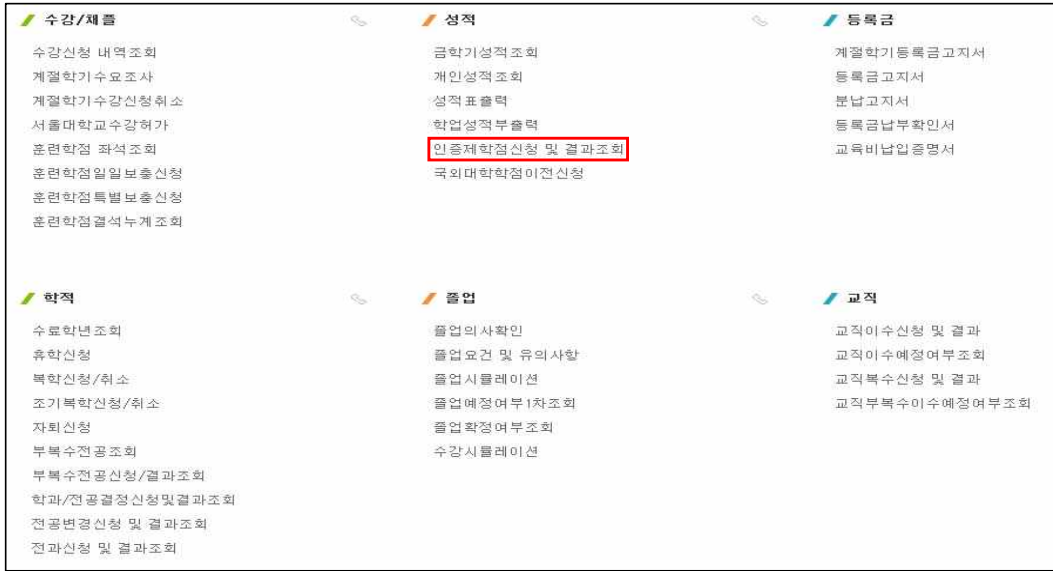 수강/채플
수강신청 내역조회
계절학기수요조사
계절학기수강신청취소
서울대학교수강허가
훈련학점 좌석조회
훈련학점일일보충신청
훈련학점특별보충신청
훈련학점결석누계조회
성적
금학기성적조회
개인성적조회
성적표출력
학업성적부출력
인증제학점신청 및 결과조회
국외대학학점이전신청
등록금
계절학기등록금고지서
등록금고지서
분납고지서
등록금납부확인서
교육비납입증명서
학적
수료학년조회
휴학신청
복학신청/취소
조기복학신청/취소
자퇴신청
부복수전공조회
부복수전공신청/결과조회
학과/전공결정신청및결과조회
전공변경신청 및 결과조회
전과신청 및 결과조회
졸업
졸업의사확인
졸업요건 및 유의사항
졸업시뮬레이션
졸업예정여부1차조회
졸업확정여부조회
수강시뮬레이션
교직
교직이수신청 및 결과
교직이수예정여부조회
교직복수신청 및 결과
교직부복수이수예정여부조회